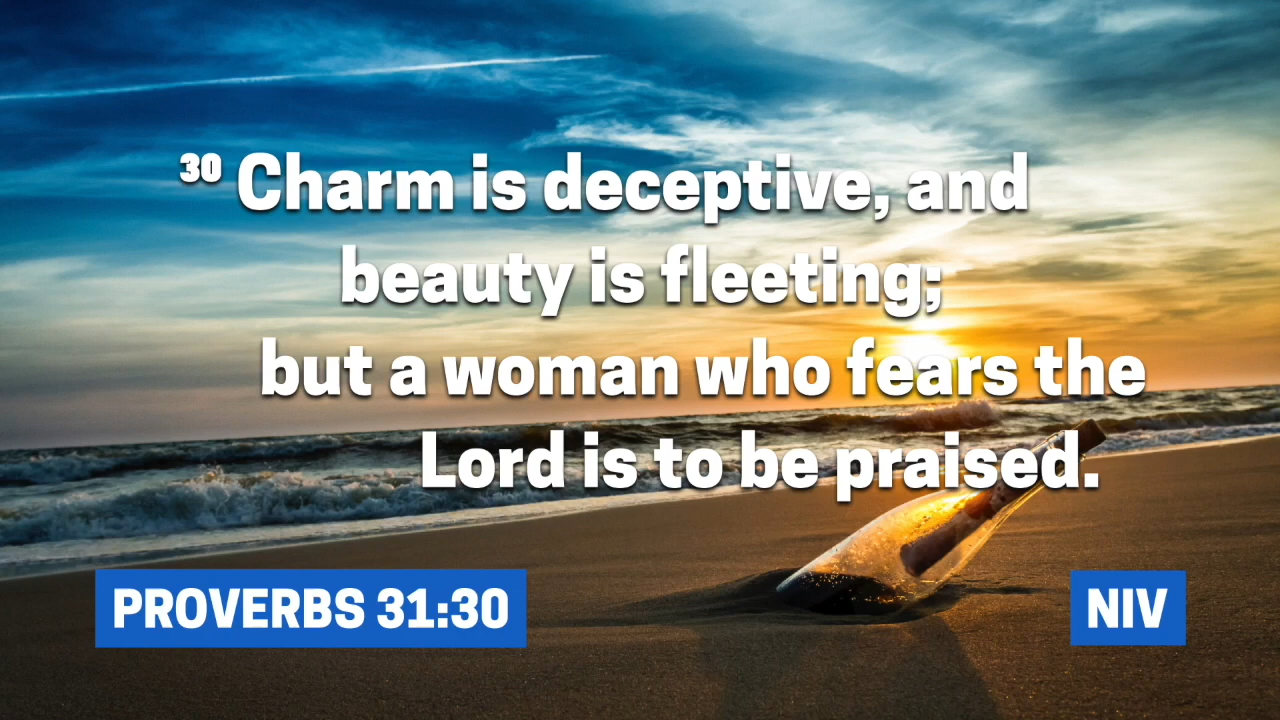 30 Charm is deceptive, and
beauty is fleeting;
but a woman who fears the
Lord is to be praised.
PROVERBS 31:30
NIV